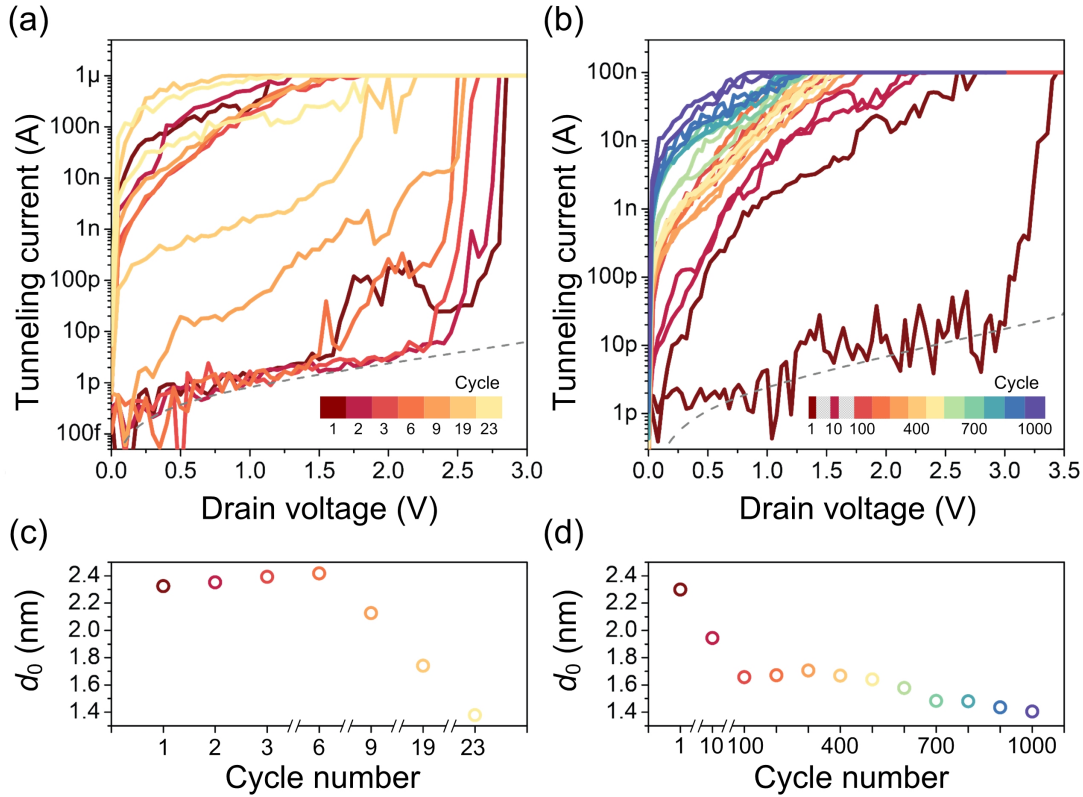 (a)
1μ
100n
10n
1n
100p
10p
1p
100f
Tunneling current (A)
Cycle
1 2 3 6 9 19 23
0.0 0.5 1.0 1.5 2.0 2.5 3.0
Drain voltage (V)
(b)
100n
10n
1n
100p
10p
1p
Tunneling current (A)
Cycle
1 10 100 400 700 1000
0.0 0.5 1.0 1.5 2.0 2.5 3.0 3.5
Drain voltage (V)
(c)
2.4
2.2
2.0
1.8
1.6
1.4
d₀ (nm)
1 2 3 6 9 19 23
Cycle number
(d)
2.4
2.2
2.0
1.8
1.6
1.4
d₀ (nm)
1 10 100 400 700 1000
Cycle number